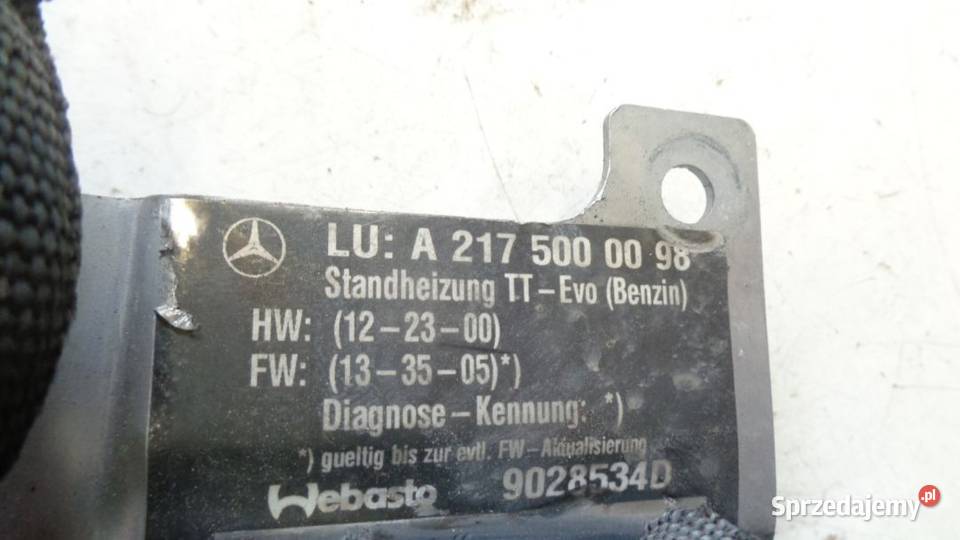 LU: A 217 500 00 98
Standheizung TT-Evo (Benzin)
HW: (12-23-00)
FW: (13-35-05)*)
Diagnose-Kennung: *)
*) gueltig bis zur evtl. FW-Aktualisierung
Webasto 9028534D
Sprzedajemy.pl